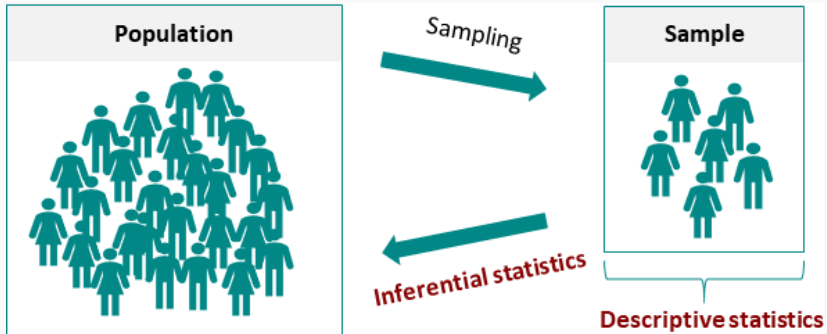 Population
Sampling
Sample
Inferential statistics
Descriptive statistics